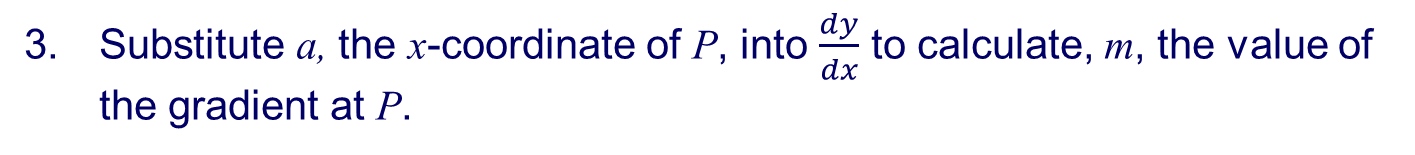 3. Substitute a, the x-coordinate of P, into dy/dx to calculate, m, the value of
the gradient at P.